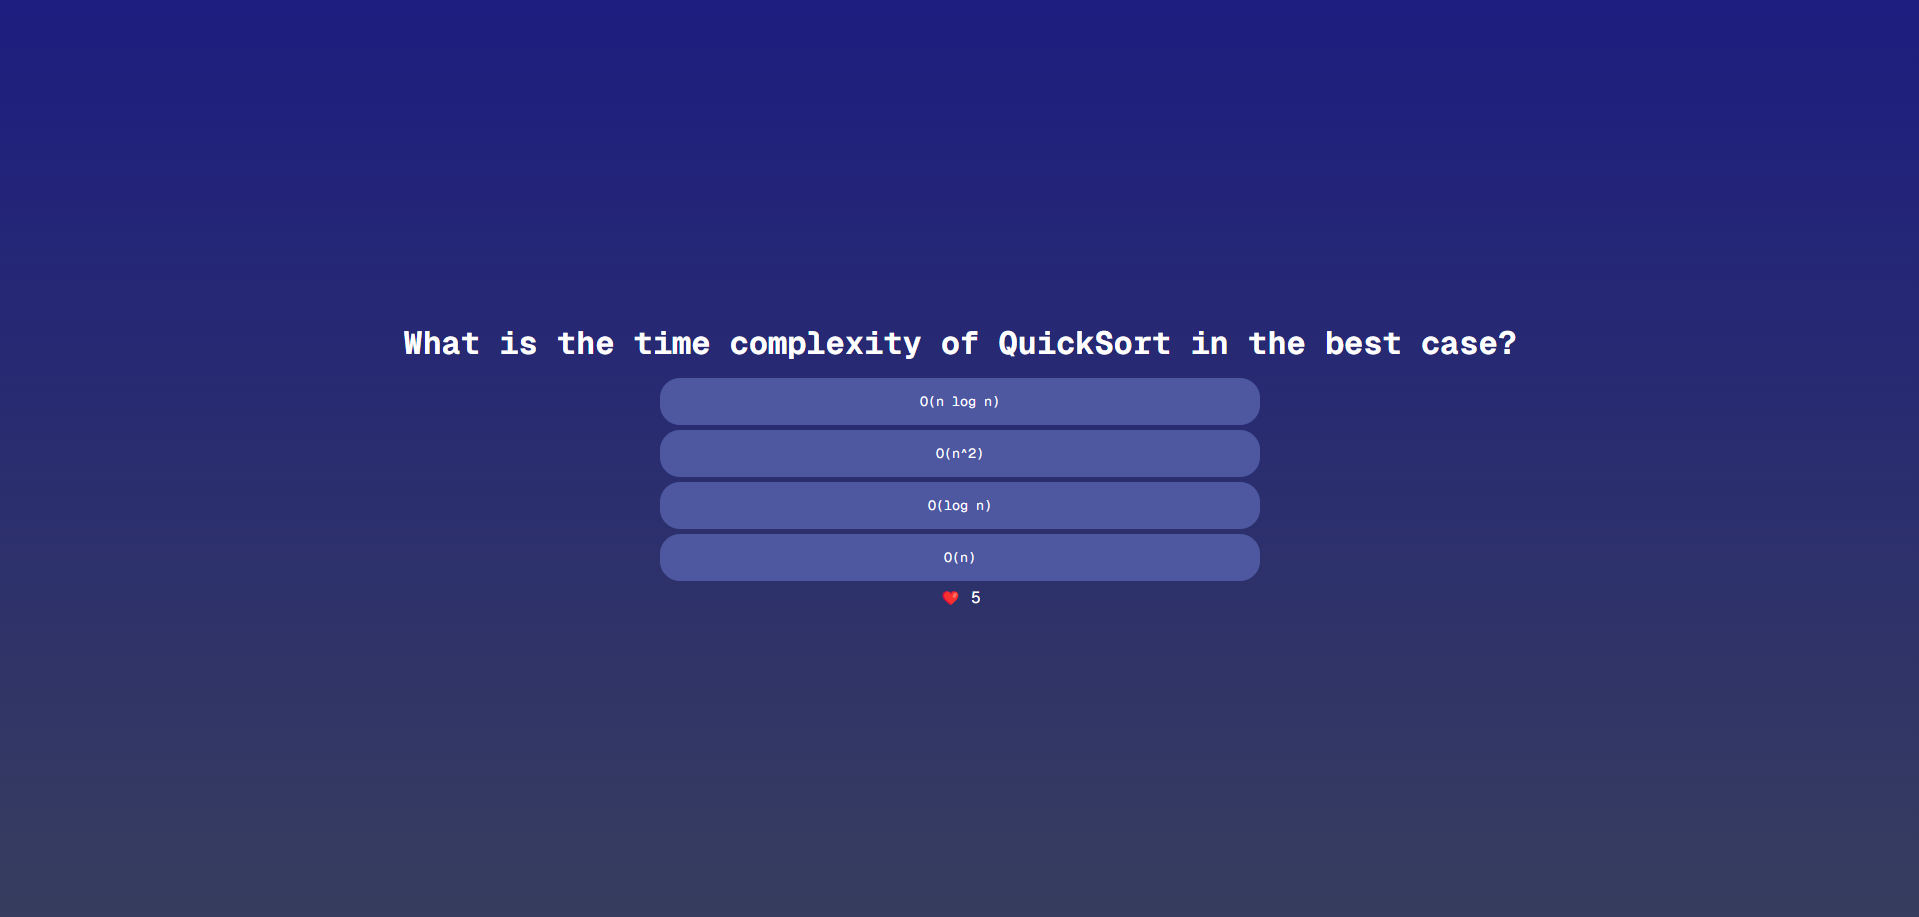 What is the time complexity of QuickSort in the best case?
O(n log n)
O(n^2)
O(log n)
O(n)
❤️ 5